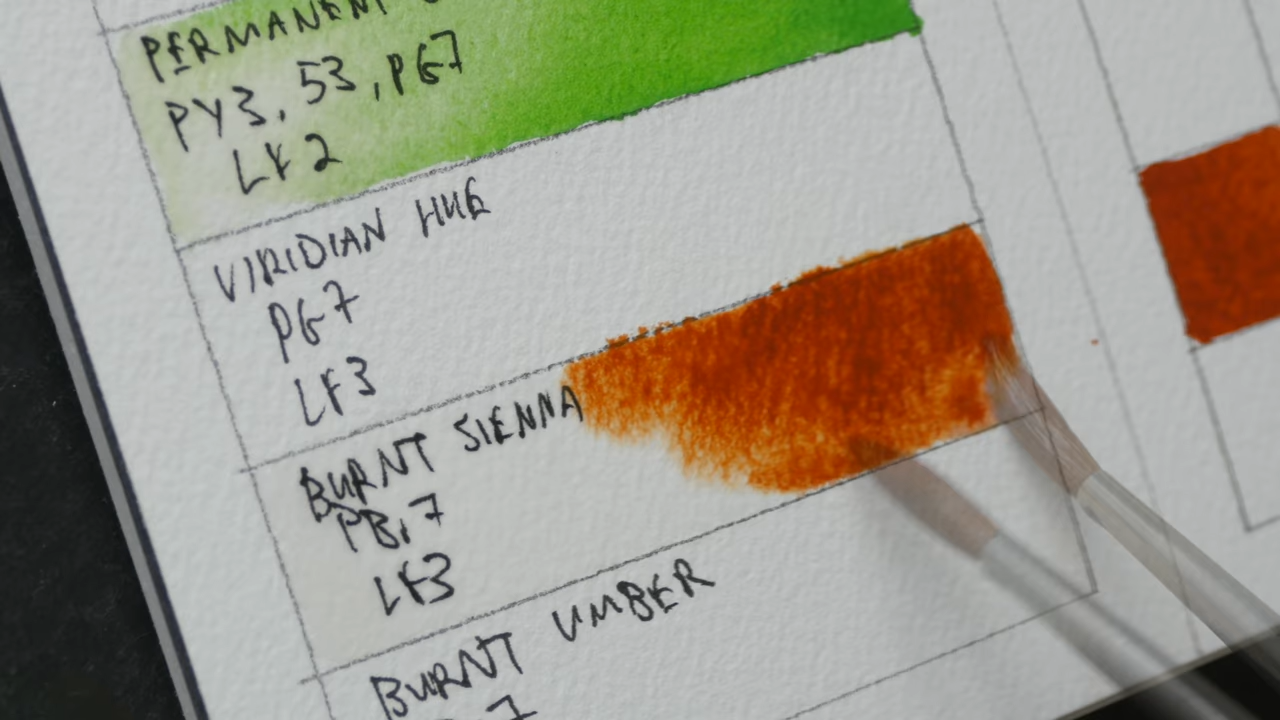 PERMANENT
PY3, 53, PG7
LF2
VIRIDIAN HUE
PG7
LF3
BURNT SIENNA
PBr7
LF3
BURNT UMBER